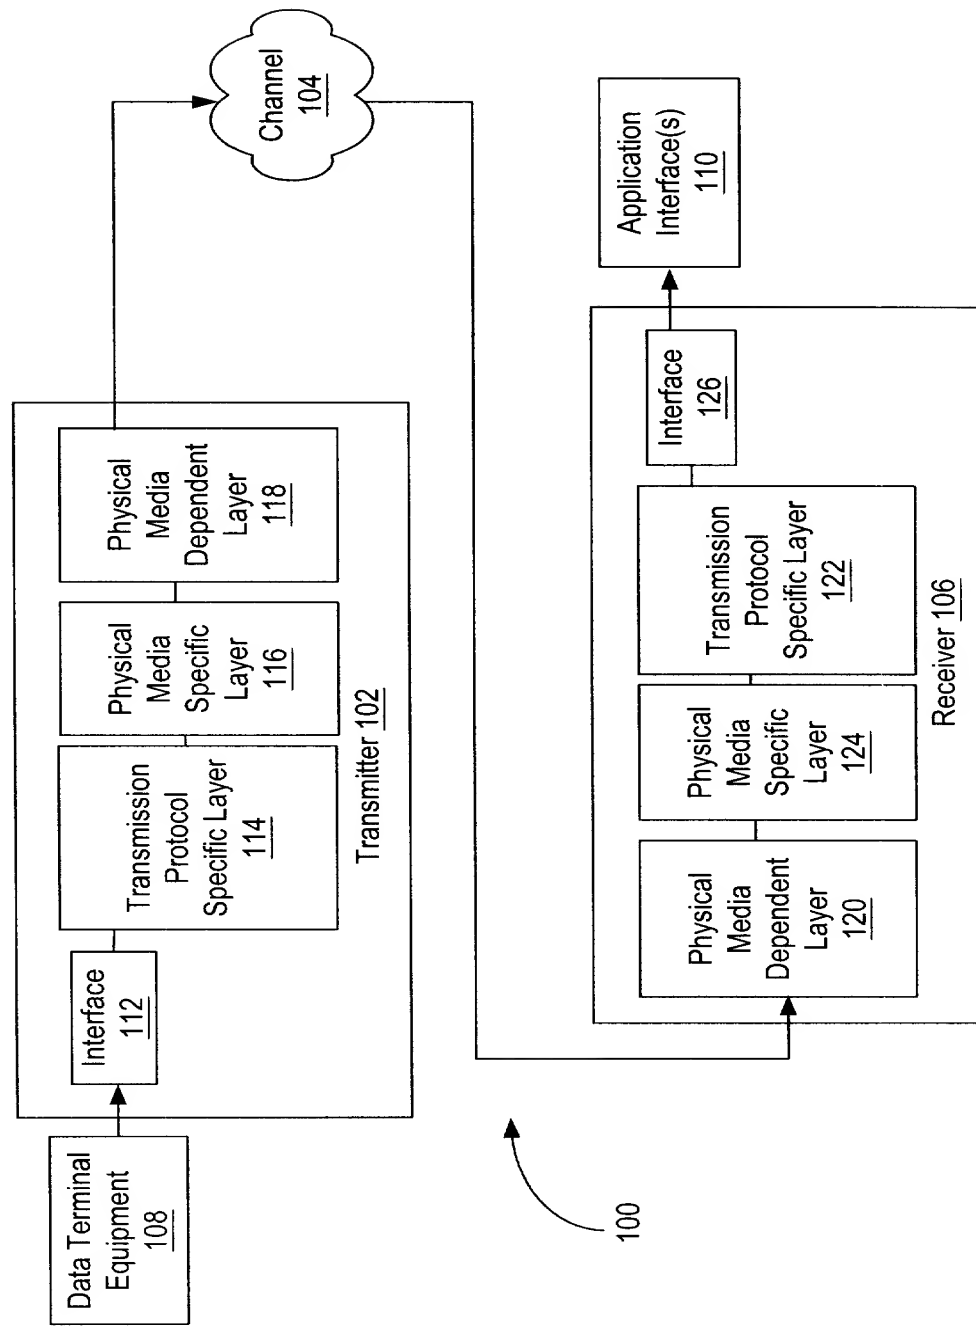 Data Terminal
Equipment
108
Interface
112
Transmission
Protocol
Specific Layer
114
Physical
Media
Specific
Layer
116
Physical
Media
Dependent
Layer
118
Transmitter 102
Channel
104
100
Physical
Media
Dependent
Layer
120
Physical
Media
Specific
Layer
124
Transmission
Protocol
Specific Layer
122
Interface
126
Receiver 106
Application
Interface(s)
110